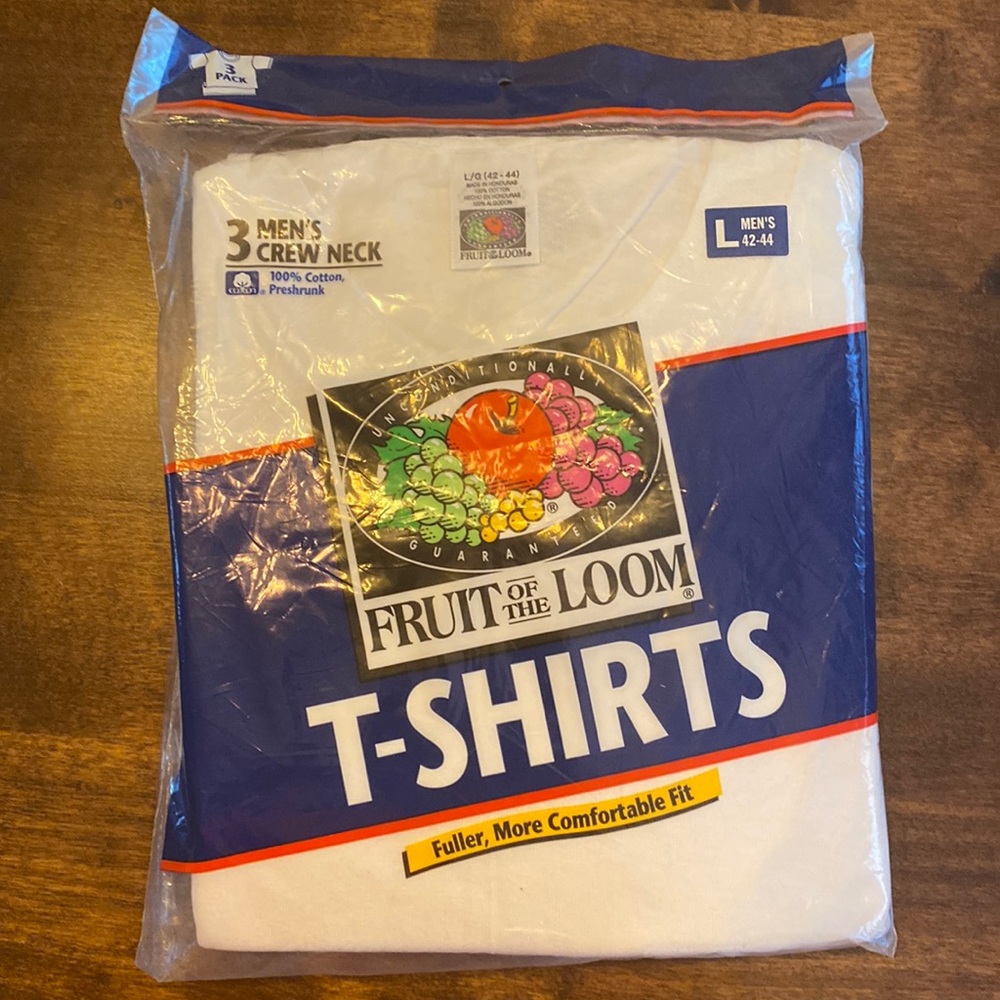 3
PACK
L/G (42 - 44)
MADE IN HONDURAS
100% COTTON
HECHO EN HONDURAS
100% ALGODON
FRUIT OF THE LOOM®
3 MEN'S
CREW NECK
100% Cotton,
Preshrunk
L MEN'S
42-44
UNCONDITIONALLY
GUARANTEED
®
FRUIT OF THE LOOM®
T-SHIRTS
Fuller, More Comfortable Fit